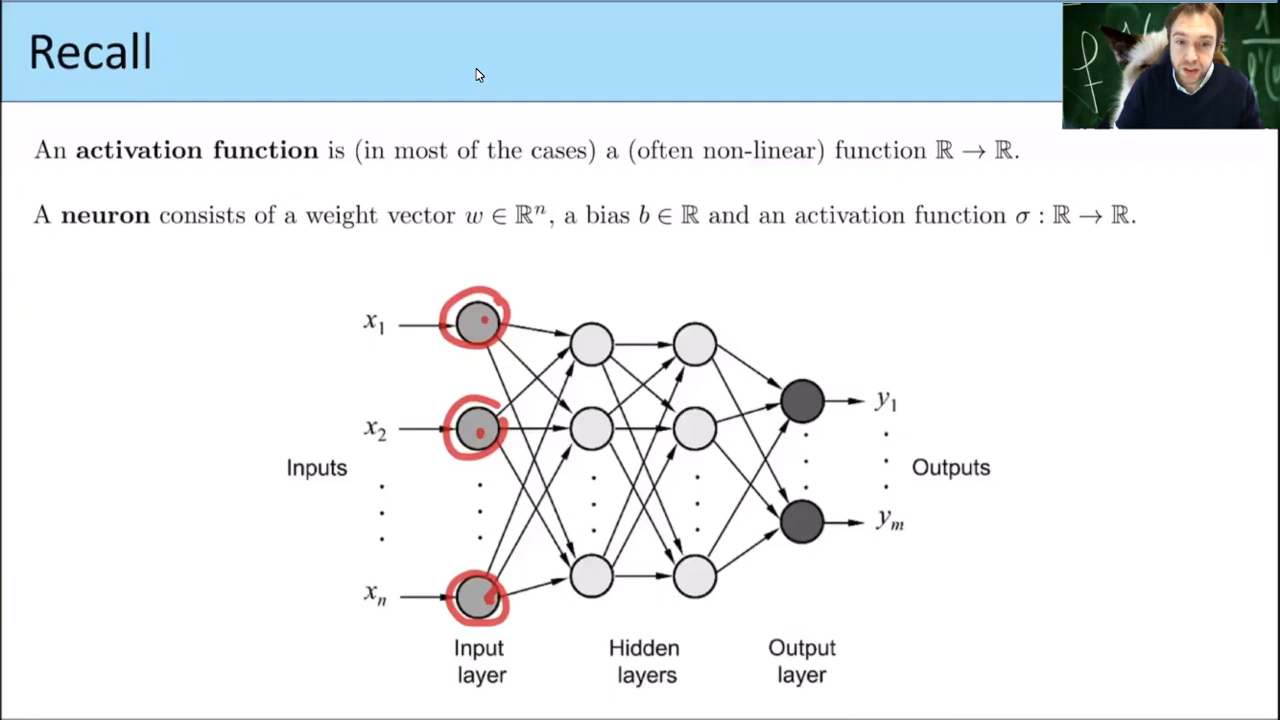 Recall
An activation function is (in most of the cases) a (often non-linear) function ℝ → ℝ.
A neuron consists of a weight vector w ∈ ℝⁿ, a bias b ∈ ℝ and an activation function σ : ℝ → ℝ.
x₁
x₂
Inputs
xₙ
y₁
Outputs
yₘ
Input layer
Hidden layers
Output layer